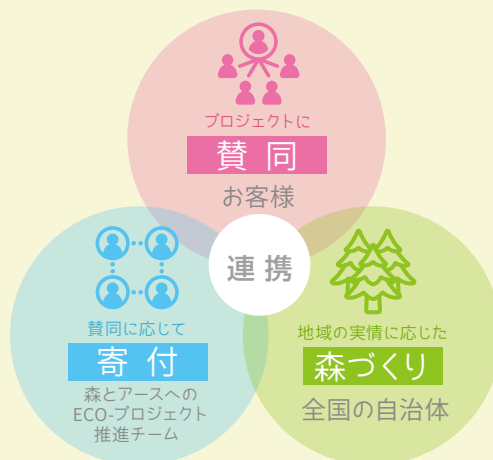 プロジェクトに
賛同
お客様
連携
賛同に応じて
寄付
森とアースへの
ECO-プロジェクト
推進チーム
地域の実情に応じた
森づくり
全国の自治体